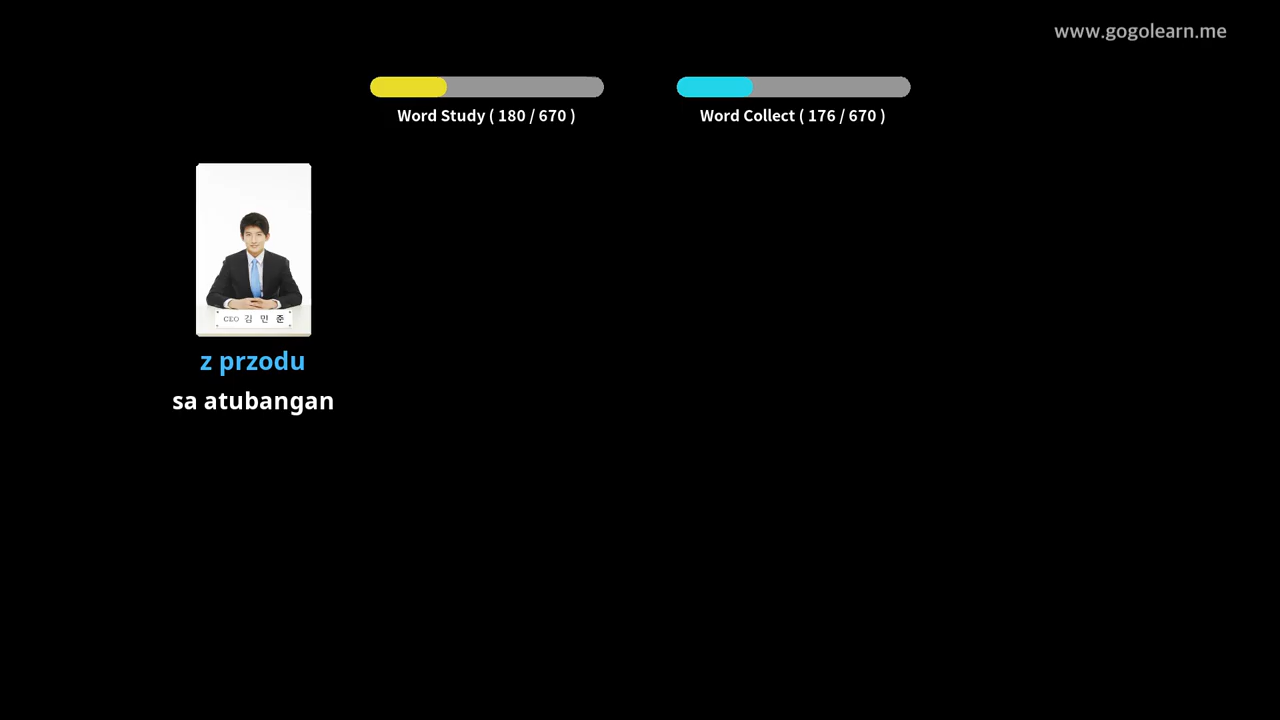 www.gogolearn.me
Word Study ( 180 / 670 )
Word Collect ( 176 / 670 )
CEO 김 민 준
z przodu
sa atubangan